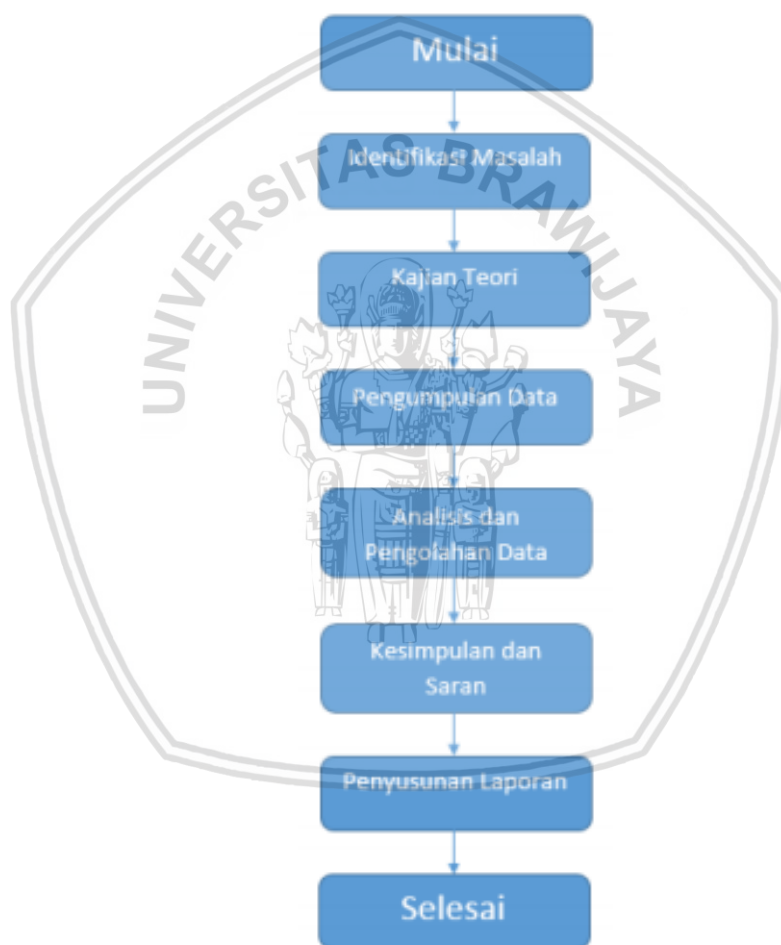 Mulai
UNIVERSITAS BRAWIJAYA
Identifikasi Masalah
Kajian Teori
Pengumpulan Data
Analisis dan
Pengolahan Data
Kesimpulan dan
Saran
Penyusunan Laporan
Selesai